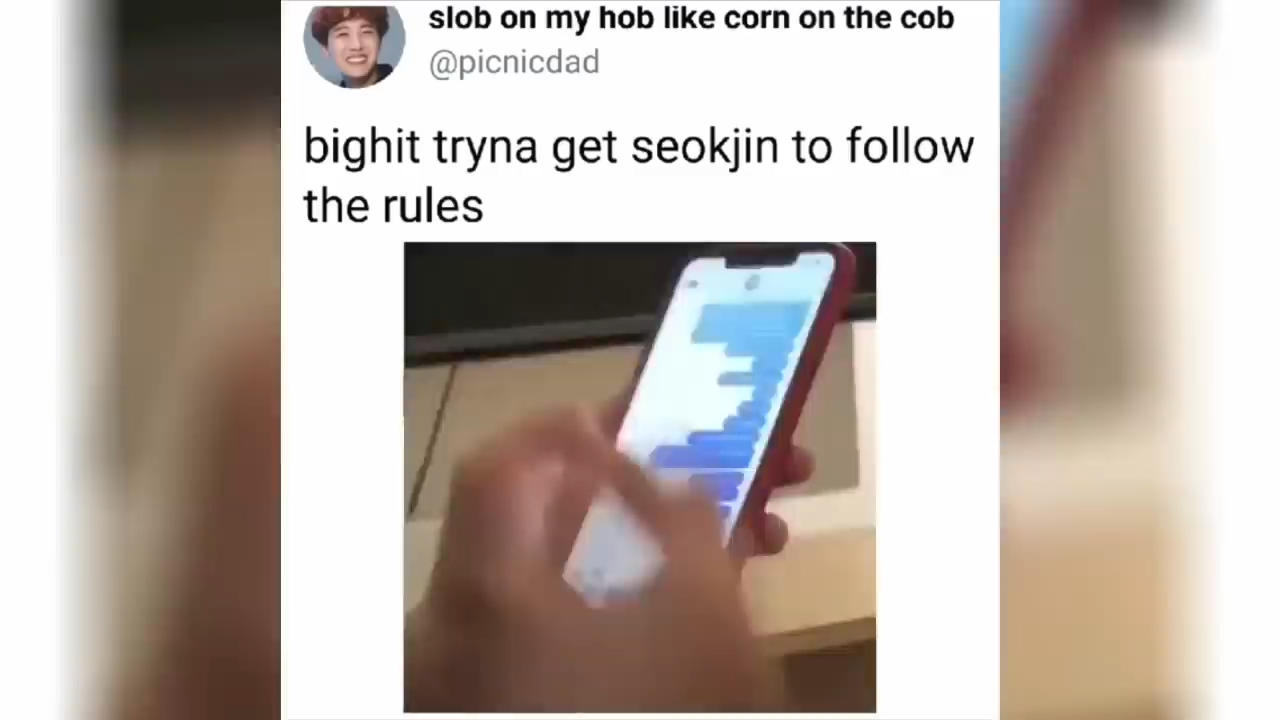 slob on my hob like corn on the cob
@picnicdad
bighit tryna get seokjin to follow
the rules